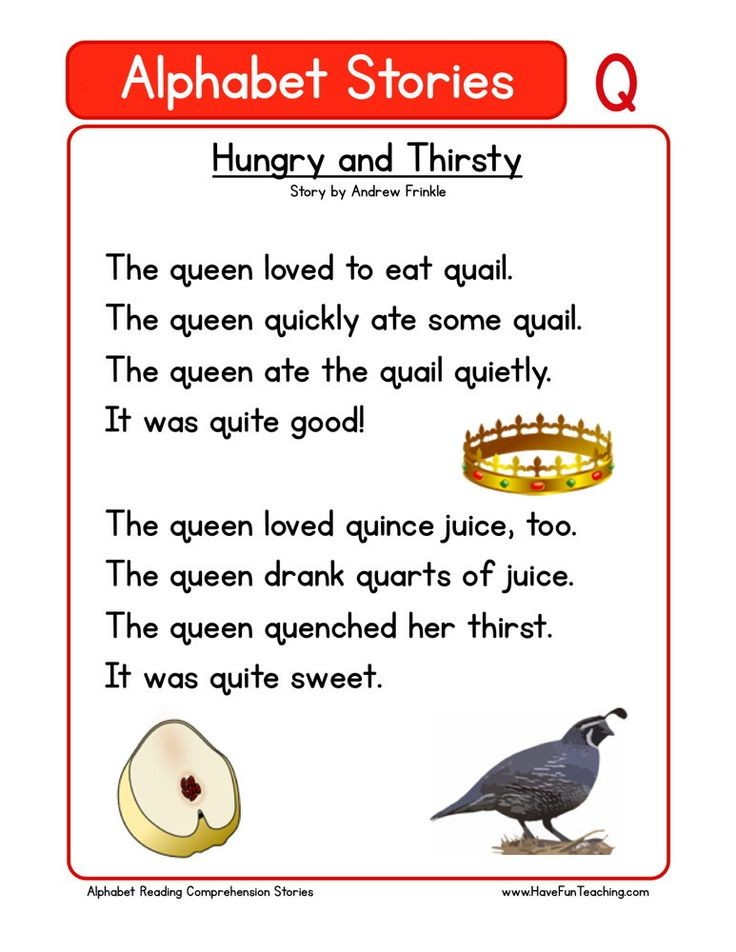 Alphabet Stories Q
Hungry and Thirsty
Story by Andrew Frinkle
The queen loved to eat quail.
The queen quickly ate some quail.
The queen ate the quail quietly.
It was quite good!
The queen loved quince juice, too.
The queen drank quarts of juice.
The queen quenched her thirst.
It was quite sweet.
Alphabet Reading Comprehension Stories
www.HaveFunTeaching.com